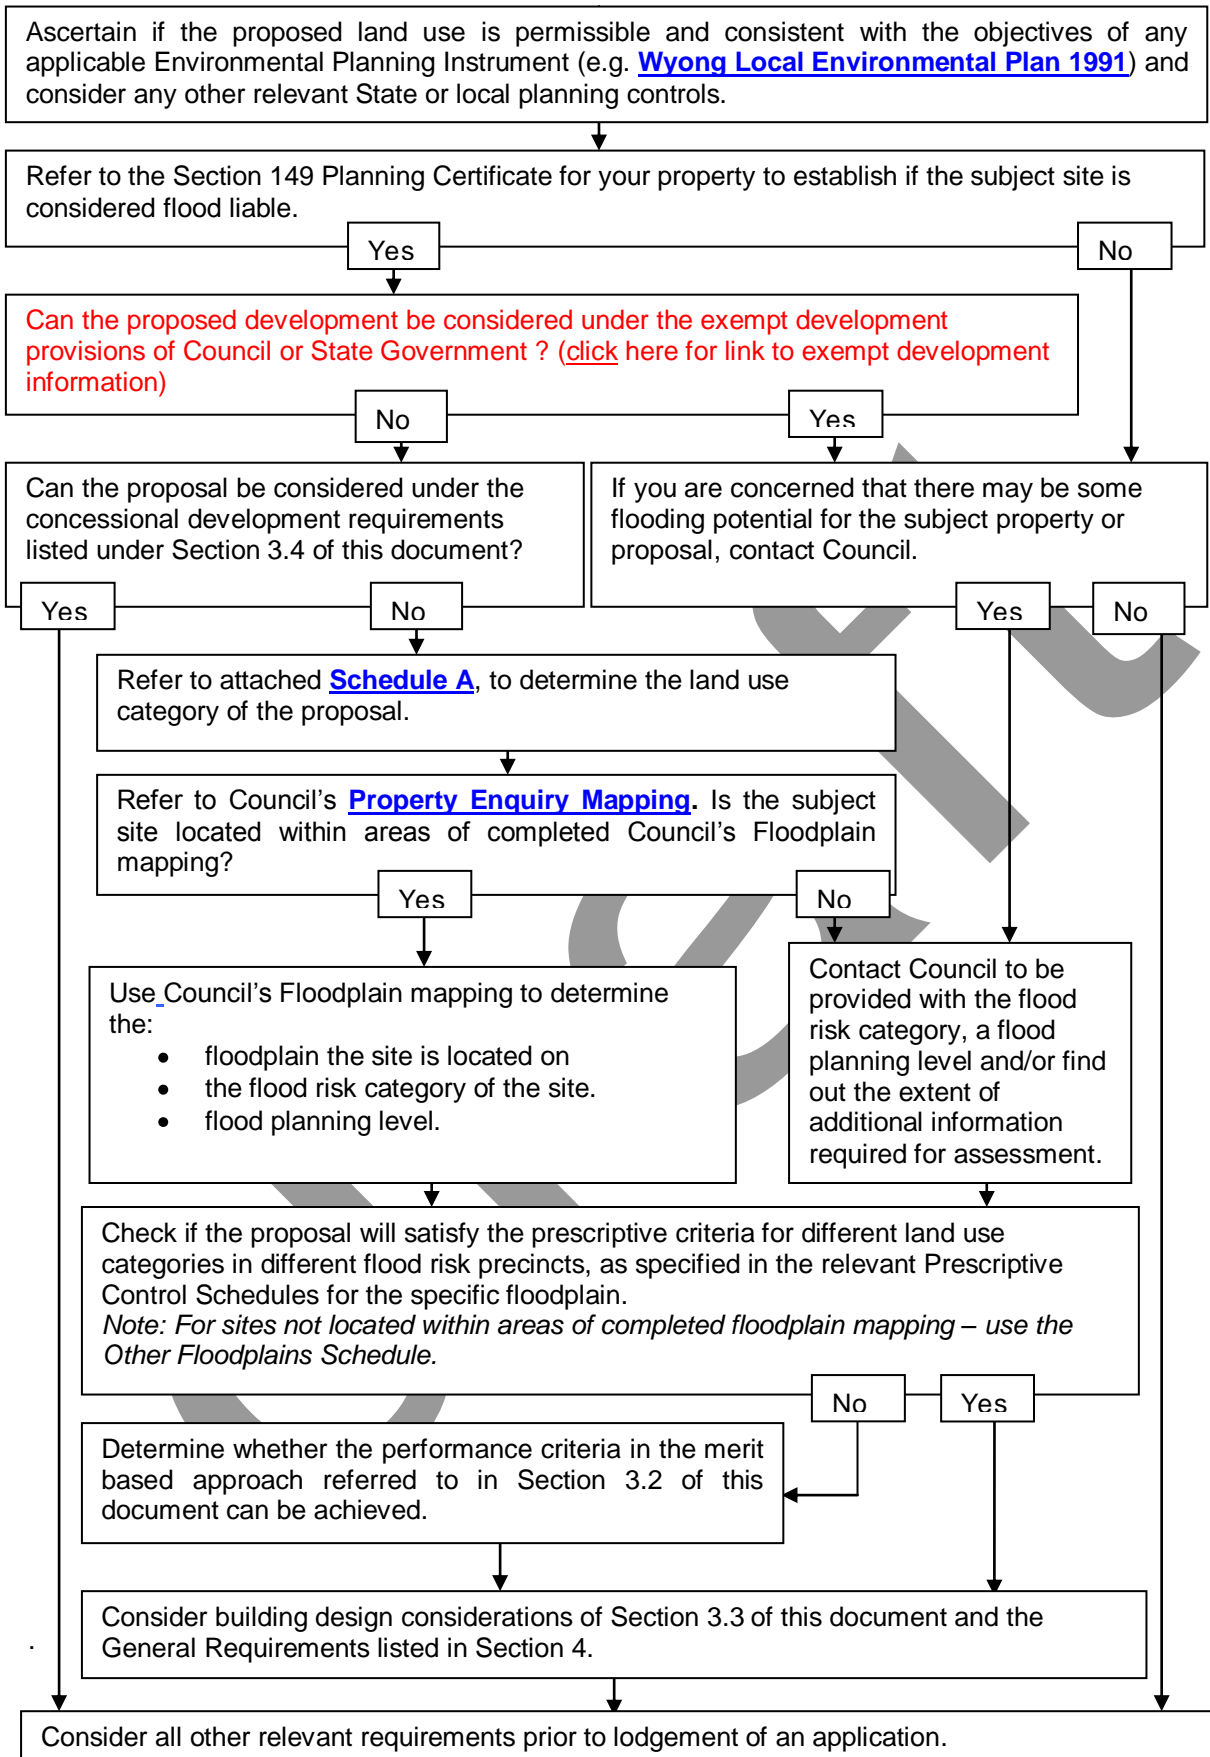 Ascertain if the proposed land use is permissible and consistent with the objectives of any
applicable Environmental Planning Instrument (e.g. Wyong Local Environmental Plan 1991) and
consider any other relevant State or local planning controls.
Refer to the Section 149 Planning Certificate for your property to establish if the subject site is
considered flood liable.
Yes
No
Can the proposed development be considered under the exempt development
provisions of Council or State Government ? (click here for link to exempt development
information)
No
Yes
Can the proposal be considered under the
concessional development requirements
listed under Section 3.4 of this document?
Yes
No
If you are concerned that there may be some
flooding potential for the subject property or
proposal, contact Council.
Yes
No
Refer to attached Schedule A, to determine the land use
category of the proposal.
Refer to Council’s Property Enquiry Mapping. Is the subject
site located within areas of completed Council’s Floodplain
mapping?
Yes
No
Use Council’s Floodplain mapping to determine
the:
• floodplain the site is located on
• the flood risk category of the site.
• flood planning level.
Contact Council to be
provided with the flood
risk category, a flood
planning level and/or find
out the extent of
additional information
required for assessment.
Check if the proposal will satisfy the prescriptive criteria for different land use
categories in different flood risk precincts, as specified in the relevant Prescriptive
Control Schedules for the specific floodplain.
Note: For sites not located within areas of completed floodplain mapping – use the
Other Floodplains Schedule.
No
Yes
Determine whether the performance criteria in the merit
based approach referred to in Section 3.2 of this
document can be achieved.
Consider building design considerations of Section 3.3 of this document and the
General Requirements listed in Section 4.
.
Consider all other relevant requirements prior to lodgement of an application.